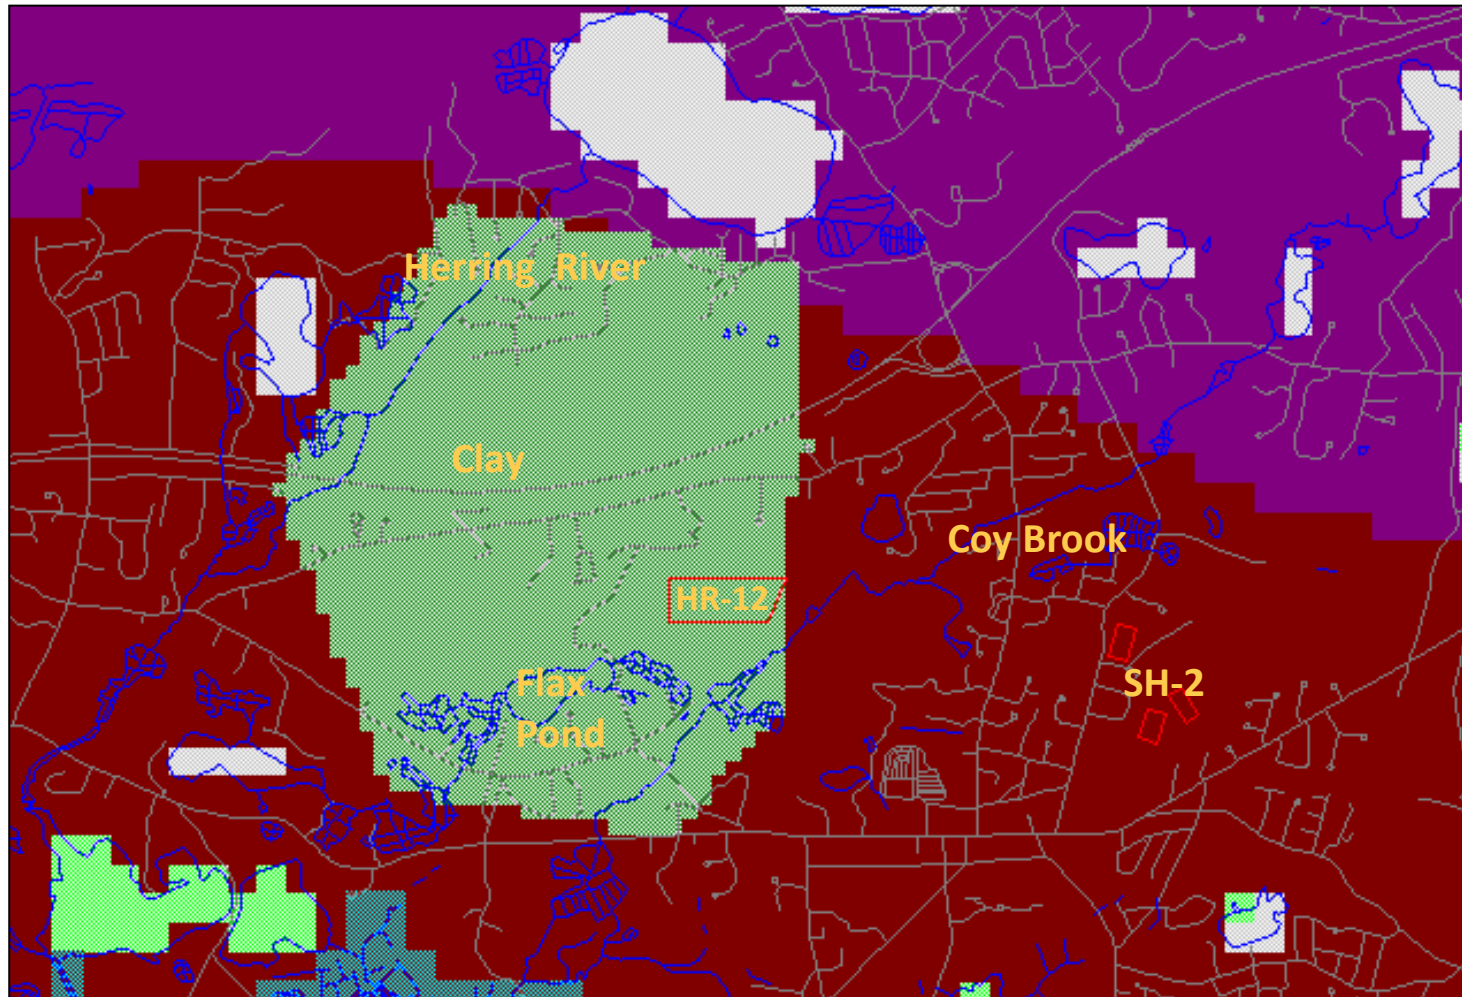 Herring River
Clay
Coy Brook
HR-12
Flax
Pond
SH-2